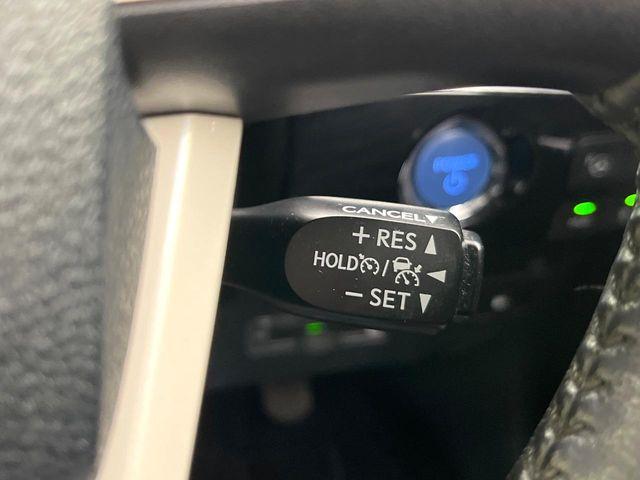 CANCEL▼
+ RES ▲
HOLD / ◀
− SET ▼